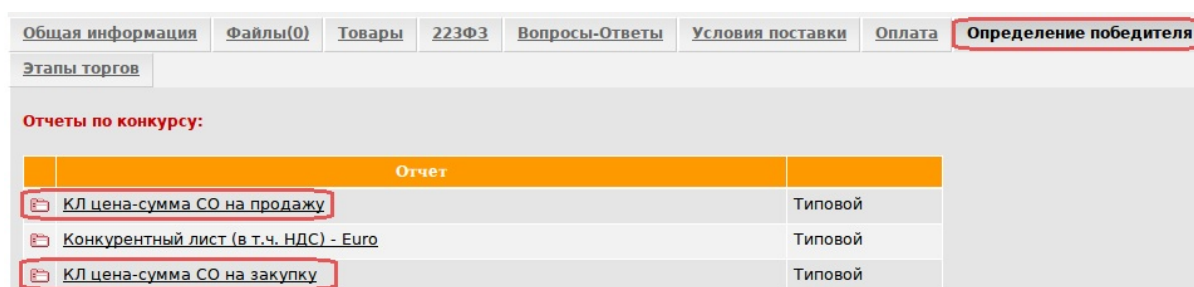 Общая информация Файлы(0) Товары 223ФЗ Вопросы-Ответы Условия поставки Оплата Определение победителя
Этапы торгов
Отчеты по конкурсу:
Отчет
КЛ цена-сумма СО на продажу Типовой
Конкурентный лист (в т.ч. НДС) - Euro Типовой
КЛ цена-сумма СО на закупку Типовой